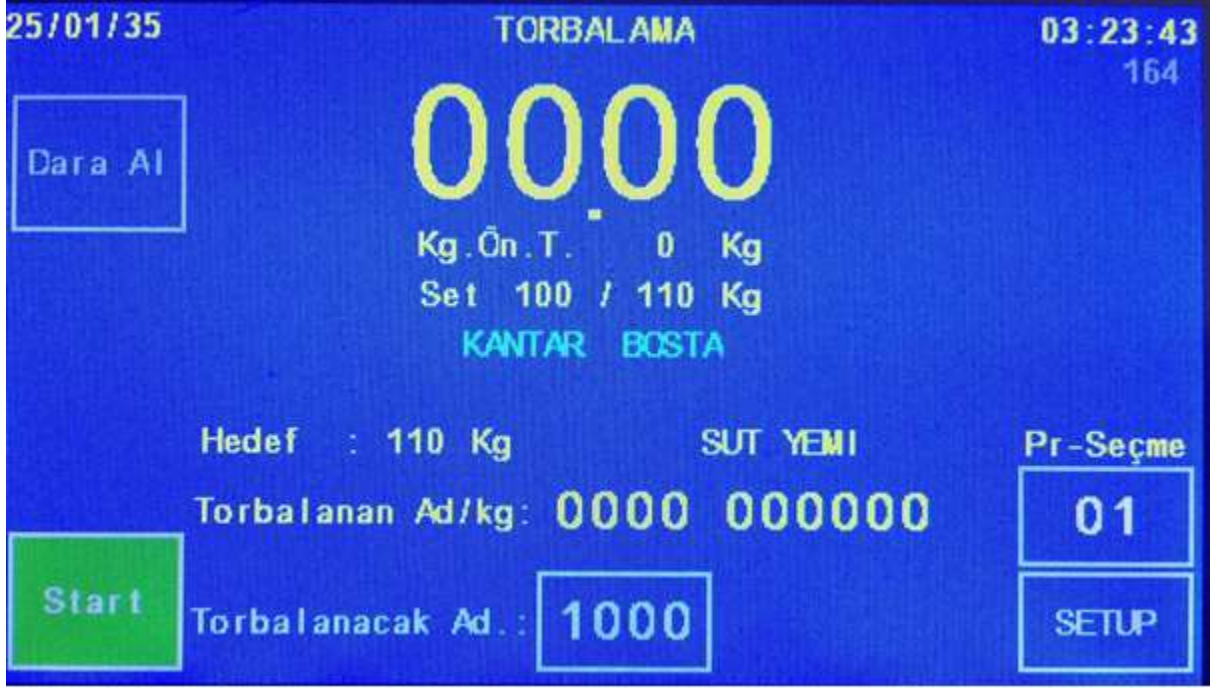 25/01/35 TORBALAMA 03:23:43
164
Dara Al
00.00
Kg.Ön.T. 0 Kg
Set 100 / 110 Kg
KANTAR BOSTA
Hedef : 110 Kg SUT YEMI Pr-Seçme
Torbalanan Ad/kg: 0000 000000 01
Start Torbalanacak Ad.: 1000 SETUP